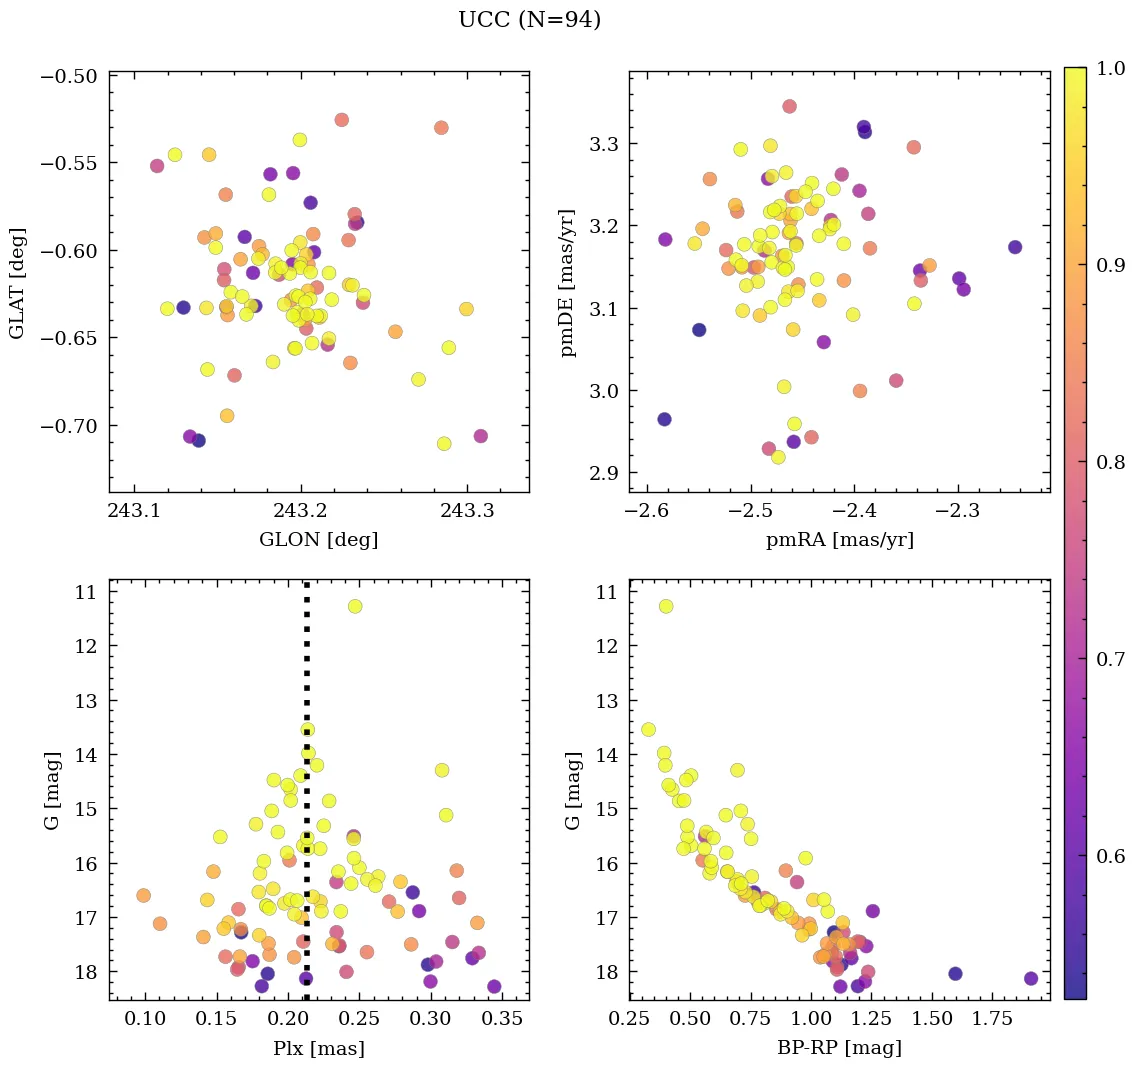 UCC (N=94)
−0.50
−0.55
−0.60
−0.65
−0.70
GLAT [deg]
243.1 243.2 243.3
GLON [deg]
3.3
3.2
3.1
3.0
2.9
pmDE [mas/yr]
−2.6 −2.5 −2.4 −2.3
pmRA [mas/yr]
11
12
13
14
15
16
17
18
G [mag]
0.10 0.15 0.20 0.25 0.30 0.35
Plx [mas]
11
12
13
14
15
16
17
18
G [mag]
0.25 0.50 0.75 1.00 1.25 1.50 1.75
BP-RP [mag]
1.0
0.9
0.8
0.7
0.6